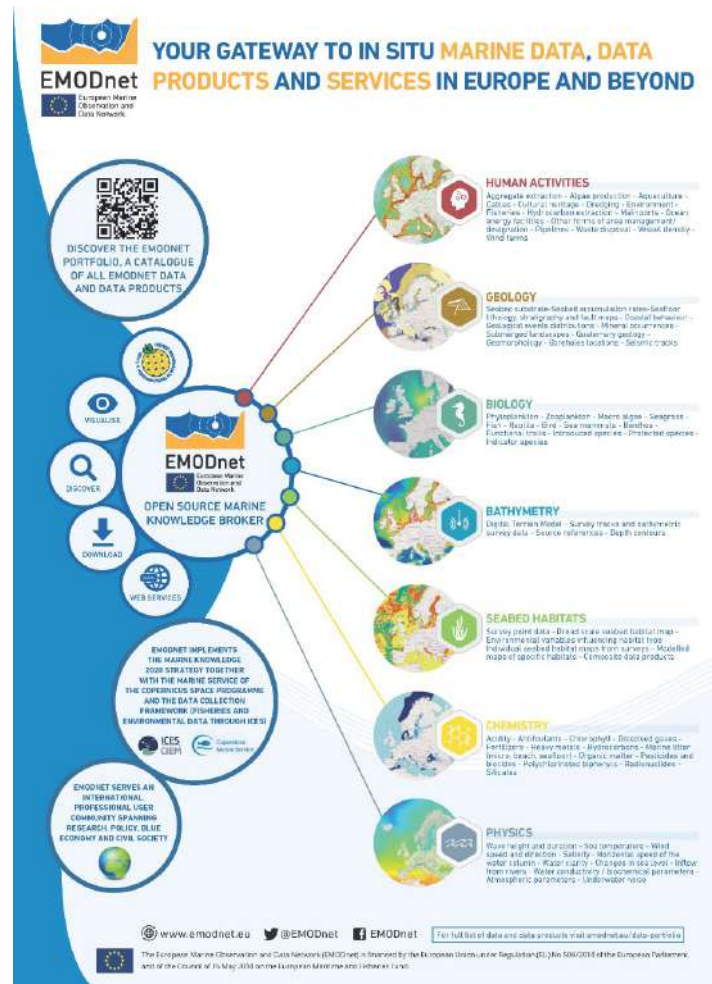 YOUR GATEWAY TO IN SITU MARINE DATA, DATA
PRODUCTS AND SERVICES IN EUROPE AND BEYOND
EMODnet
European Marine
Observation and
Data Network
DISCOVER THE EMODNET
PORTFOLIO, A CATALOGUE
OF ALL EMODNET DATA
AND DATA PRODUCTS
VISUALISE
DISCOVER
DOWNLOAD
WEB SERVICES
EMODnet
European Marine
Observation and
Data Network
OPEN SOURCE MARINE
KNOWLEDGE BROKER
EMODNET IMPLEMENTS
THE MARINE KNOWLEDGE
2020 STRATEGY TOGETHER
WITH THE MARINE SERVICE OF
THE COPERNICUS SPACE PROGRAMME
AND THE DATA COLLECTION
FRAMEWORK (FISHERIES AND
ENVIRONMENTAL DATA THROUGH ICES)
ICES
CIEM
Copernicus
Marine Service
EMODNET SERVES AN
INTERNATIONAL
PROFESSIONAL USER
COMMUNITY SPANNING
RESEARCH, POLICY, BLUE
ECONOMY AND CIVIL SOCIETY
HUMAN ACTIVITIES
Aggregate extraction - Algae production - Aquaculture -
Cables - Cultural heritage - Dredging - Environment -
Fisheries - Hydrocarbon extraction - Main ports - Ocean
energy facilities - Other forms of area management/
designation - Pipelines - Waste disposal - Vessel density -
Wind farms
GEOLOGY
Seabed substrate - Seabed accumulation rates - Seafloor
lithology, stratigraphy and fault maps - Coastal behaviour -
Geological events distributions - Mineral occurrences -
Submerged landscapes - Quaternary geology -
Geomorphology - Boreholes locations - Seismic tracks
BIOLOGY
Phytoplankton - Zooplankton - Macro algae - Seagrass -
Fish - Reptile - Bird - Sea mammals - Benthos -
Functional traits - Introduced species - Protected species -
Indicator species
BATHYMETRY
Digital Terrain Model - Survey tracks and bathymetric
survey data - Source references - Depth contours
SEABED HABITATS
Survey point data - Broad scale seabed habitat map -
Environmental variables influencing habitat type -
Individual seabed habitat maps from surveys - Modelled
maps of specific habitats - Composite data products
CHEMISTRY
Acidity - Antifoulants - Chlorophyll - Dissolved gases -
Fertilizers - Heavy metals - Hydrocarbons - Marine litter
(micro, beach, seafloor) - Organic matter - Pesticides and
biocides - Polychlorinated biphenyls - Radionuclides -
Silicates
PHYSICS
Wave height and duration - Sea temperature - Wind
speed and direction - Salinity - Horizontal speed of the
water column - Water clarity - Changes in sea level - Inflow
from rivers - Water conductivity / biochemical parameters -
Atmospheric parameters - Underwater noise
www.emodnet.eu @EMODnet EMODnet
For full list of data and data products visit emodnet.eu/data-portfolio
The European Marine Observation and Data Network (EMODnet) is financed by the European Union under Regulation (EU) No 508/2014 of the European Parliament
and of the Council of 15 May 2014 on the European Maritime and Fisheries Fund.